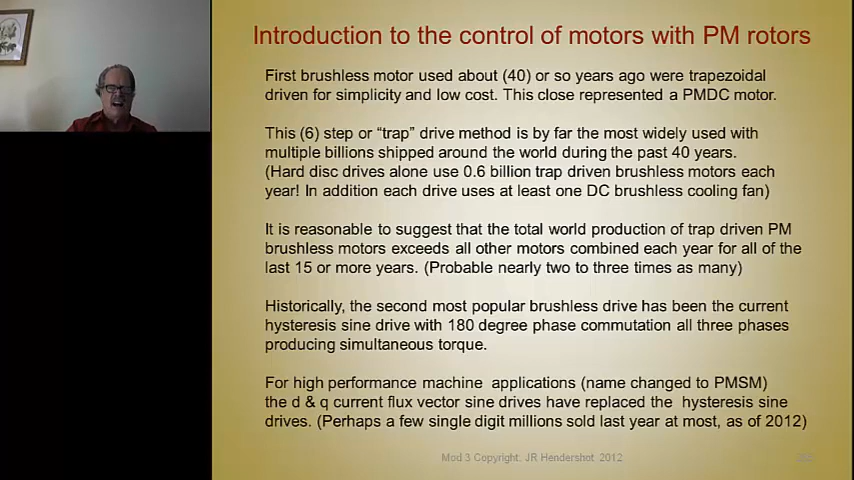 Introduction to the control of motors with PM rotors
First brushless motor used about (40) or so years ago were trapezoidal
driven for simplicity and low cost. This close represented a PMDC motor.
This (6) step or “trap” drive method is by far the most widely used with
multiple billions shipped around the world during the past 40 years.
(Hard disc drives alone use 0.6 billion trap driven brushless motors each
year! In addition each drive uses at least one DC brushless cooling fan)
It is reasonable to suggest that the total world production of trap driven PM
brushless motors exceeds all other motors combined each year for all of the
last 15 or more years. (Probable nearly two to three times as many)
Historically, the second most popular brushless drive has been the current
hysteresis sine drive with 180 degree phase commutation all three phases
producing simultaneous torque.
For high performance machine applications (name changed to PMSM)
the d & q current flux vector sine drives have replaced the hysteresis sine
drives. (Perhaps a few single digit millions sold last year at most, as of 2012)
Mod 3 Copyright, JR Hendershot 2012